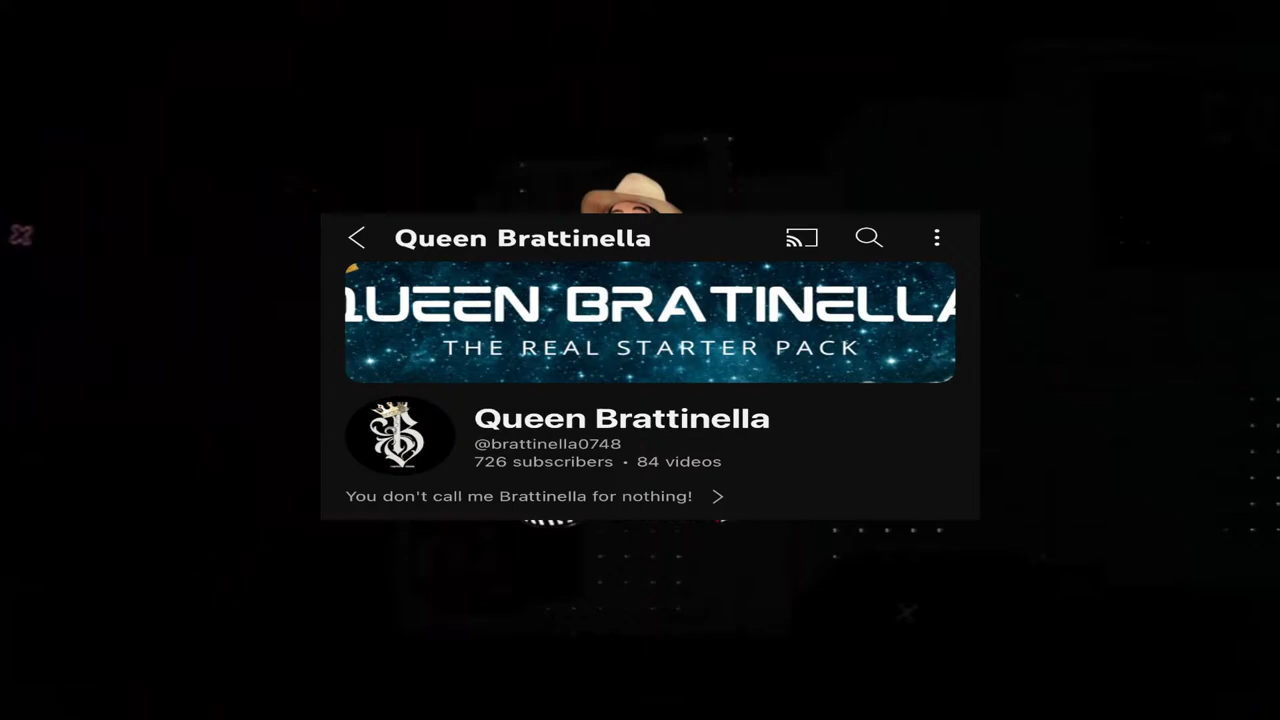 Queen Brattinella
QUEEN BRATINELLA
THE REAL STARTER PACK
Queen Brattinella
@brattinella0748
726 subscribers • 84 videos
You don't call me Brattinella for nothing!